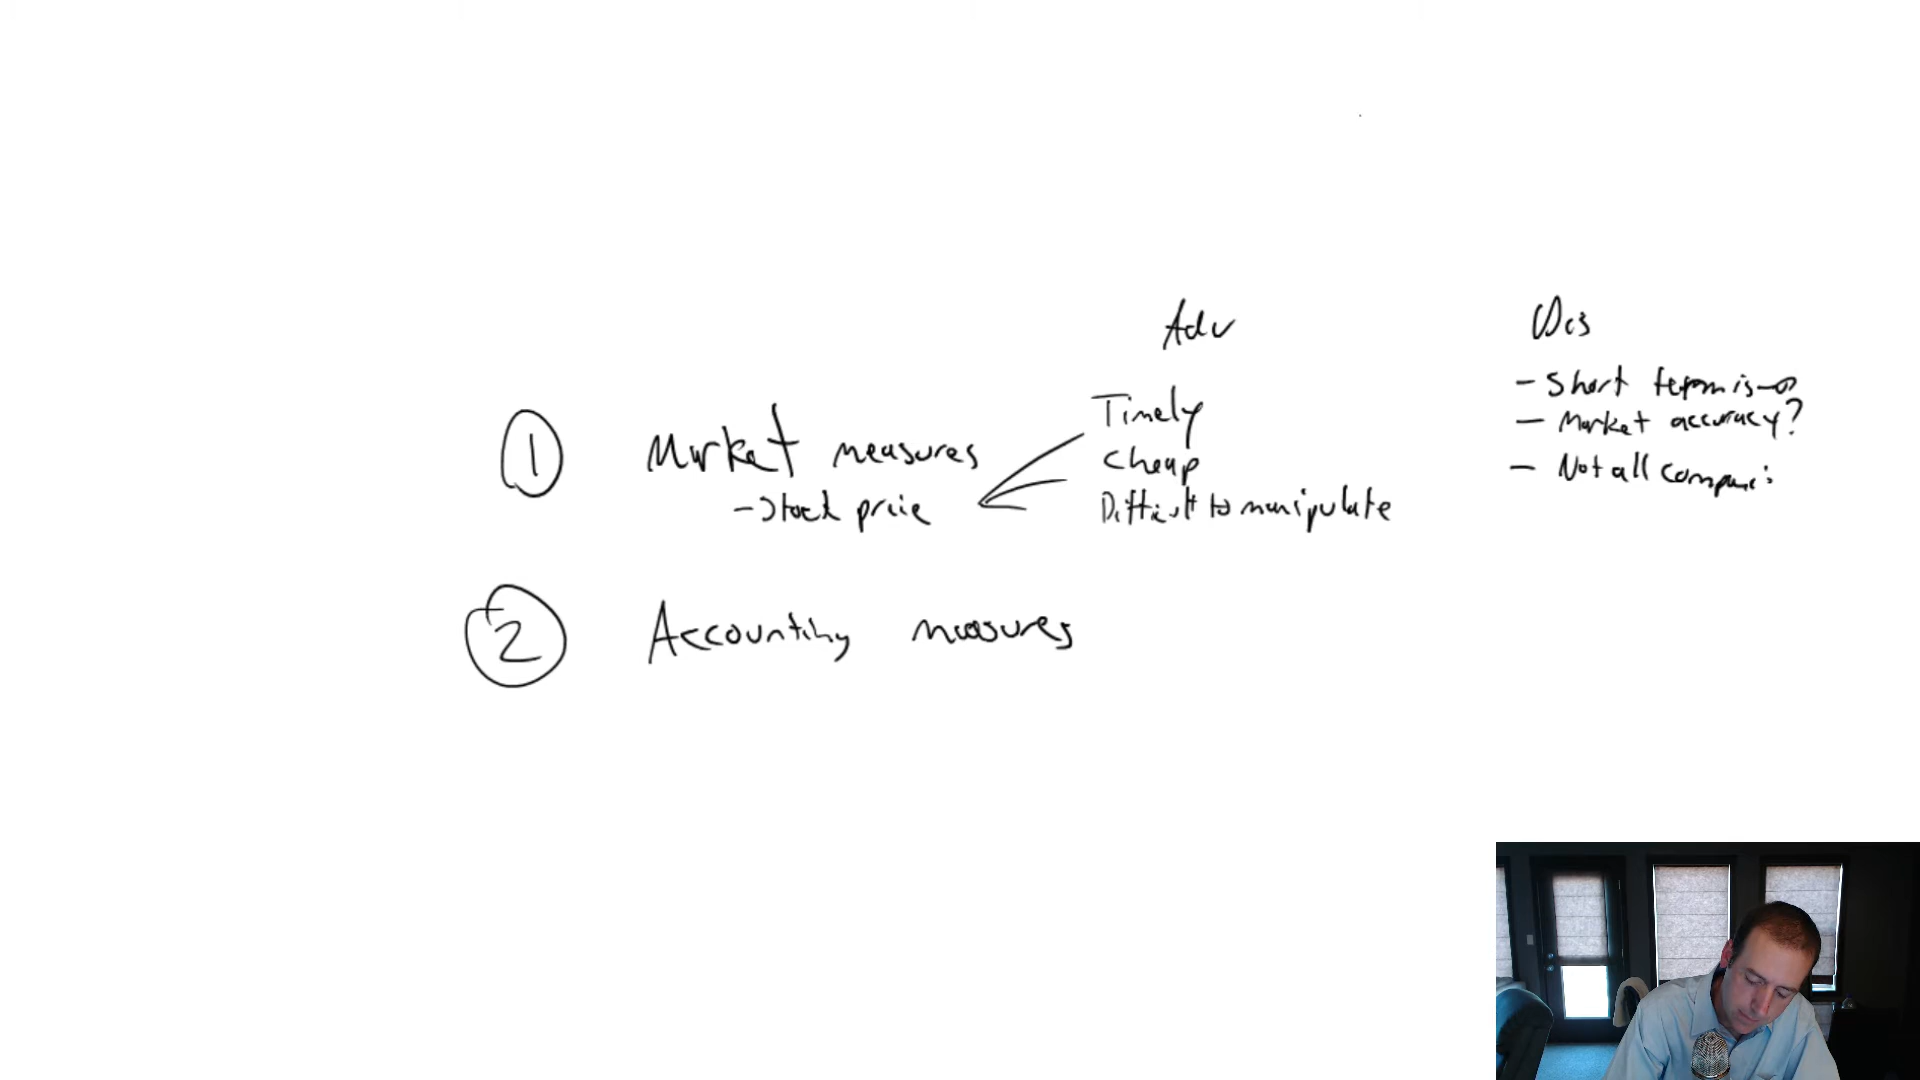 Adv
Dis
① Market measures
- Stock price
Timely
Cheap
Difficult to manipulate
- Short termism
- Market accuracy?
- Not all compani
② Accounting measures